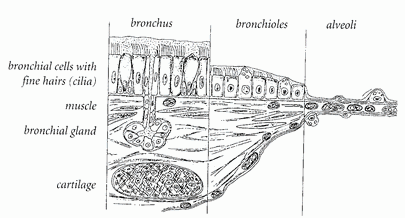 bronchus
bronchioles
alveoli
bronchial cells with
fine hairs (cilia)
muscle
bronchial gland
cartilage